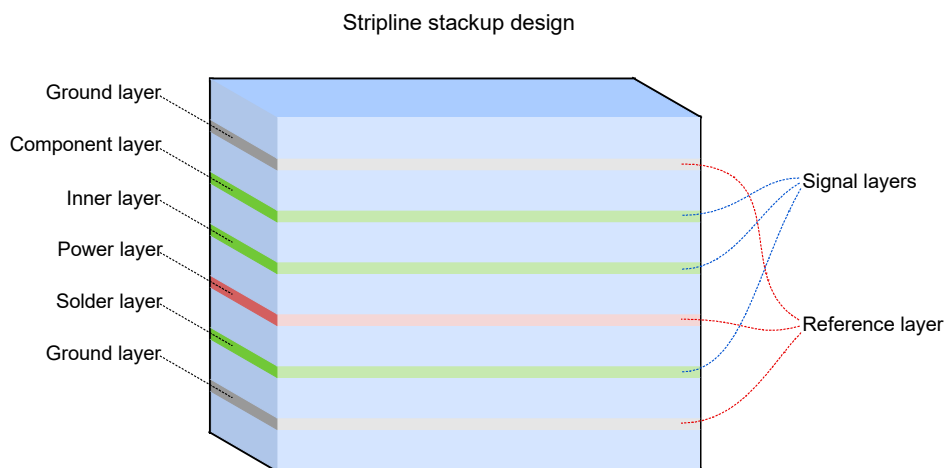 Stripline stackup design
Ground layer
Component layer
Inner layer
Power layer
Solder layer
Ground layer
Signal layers
Reference layer